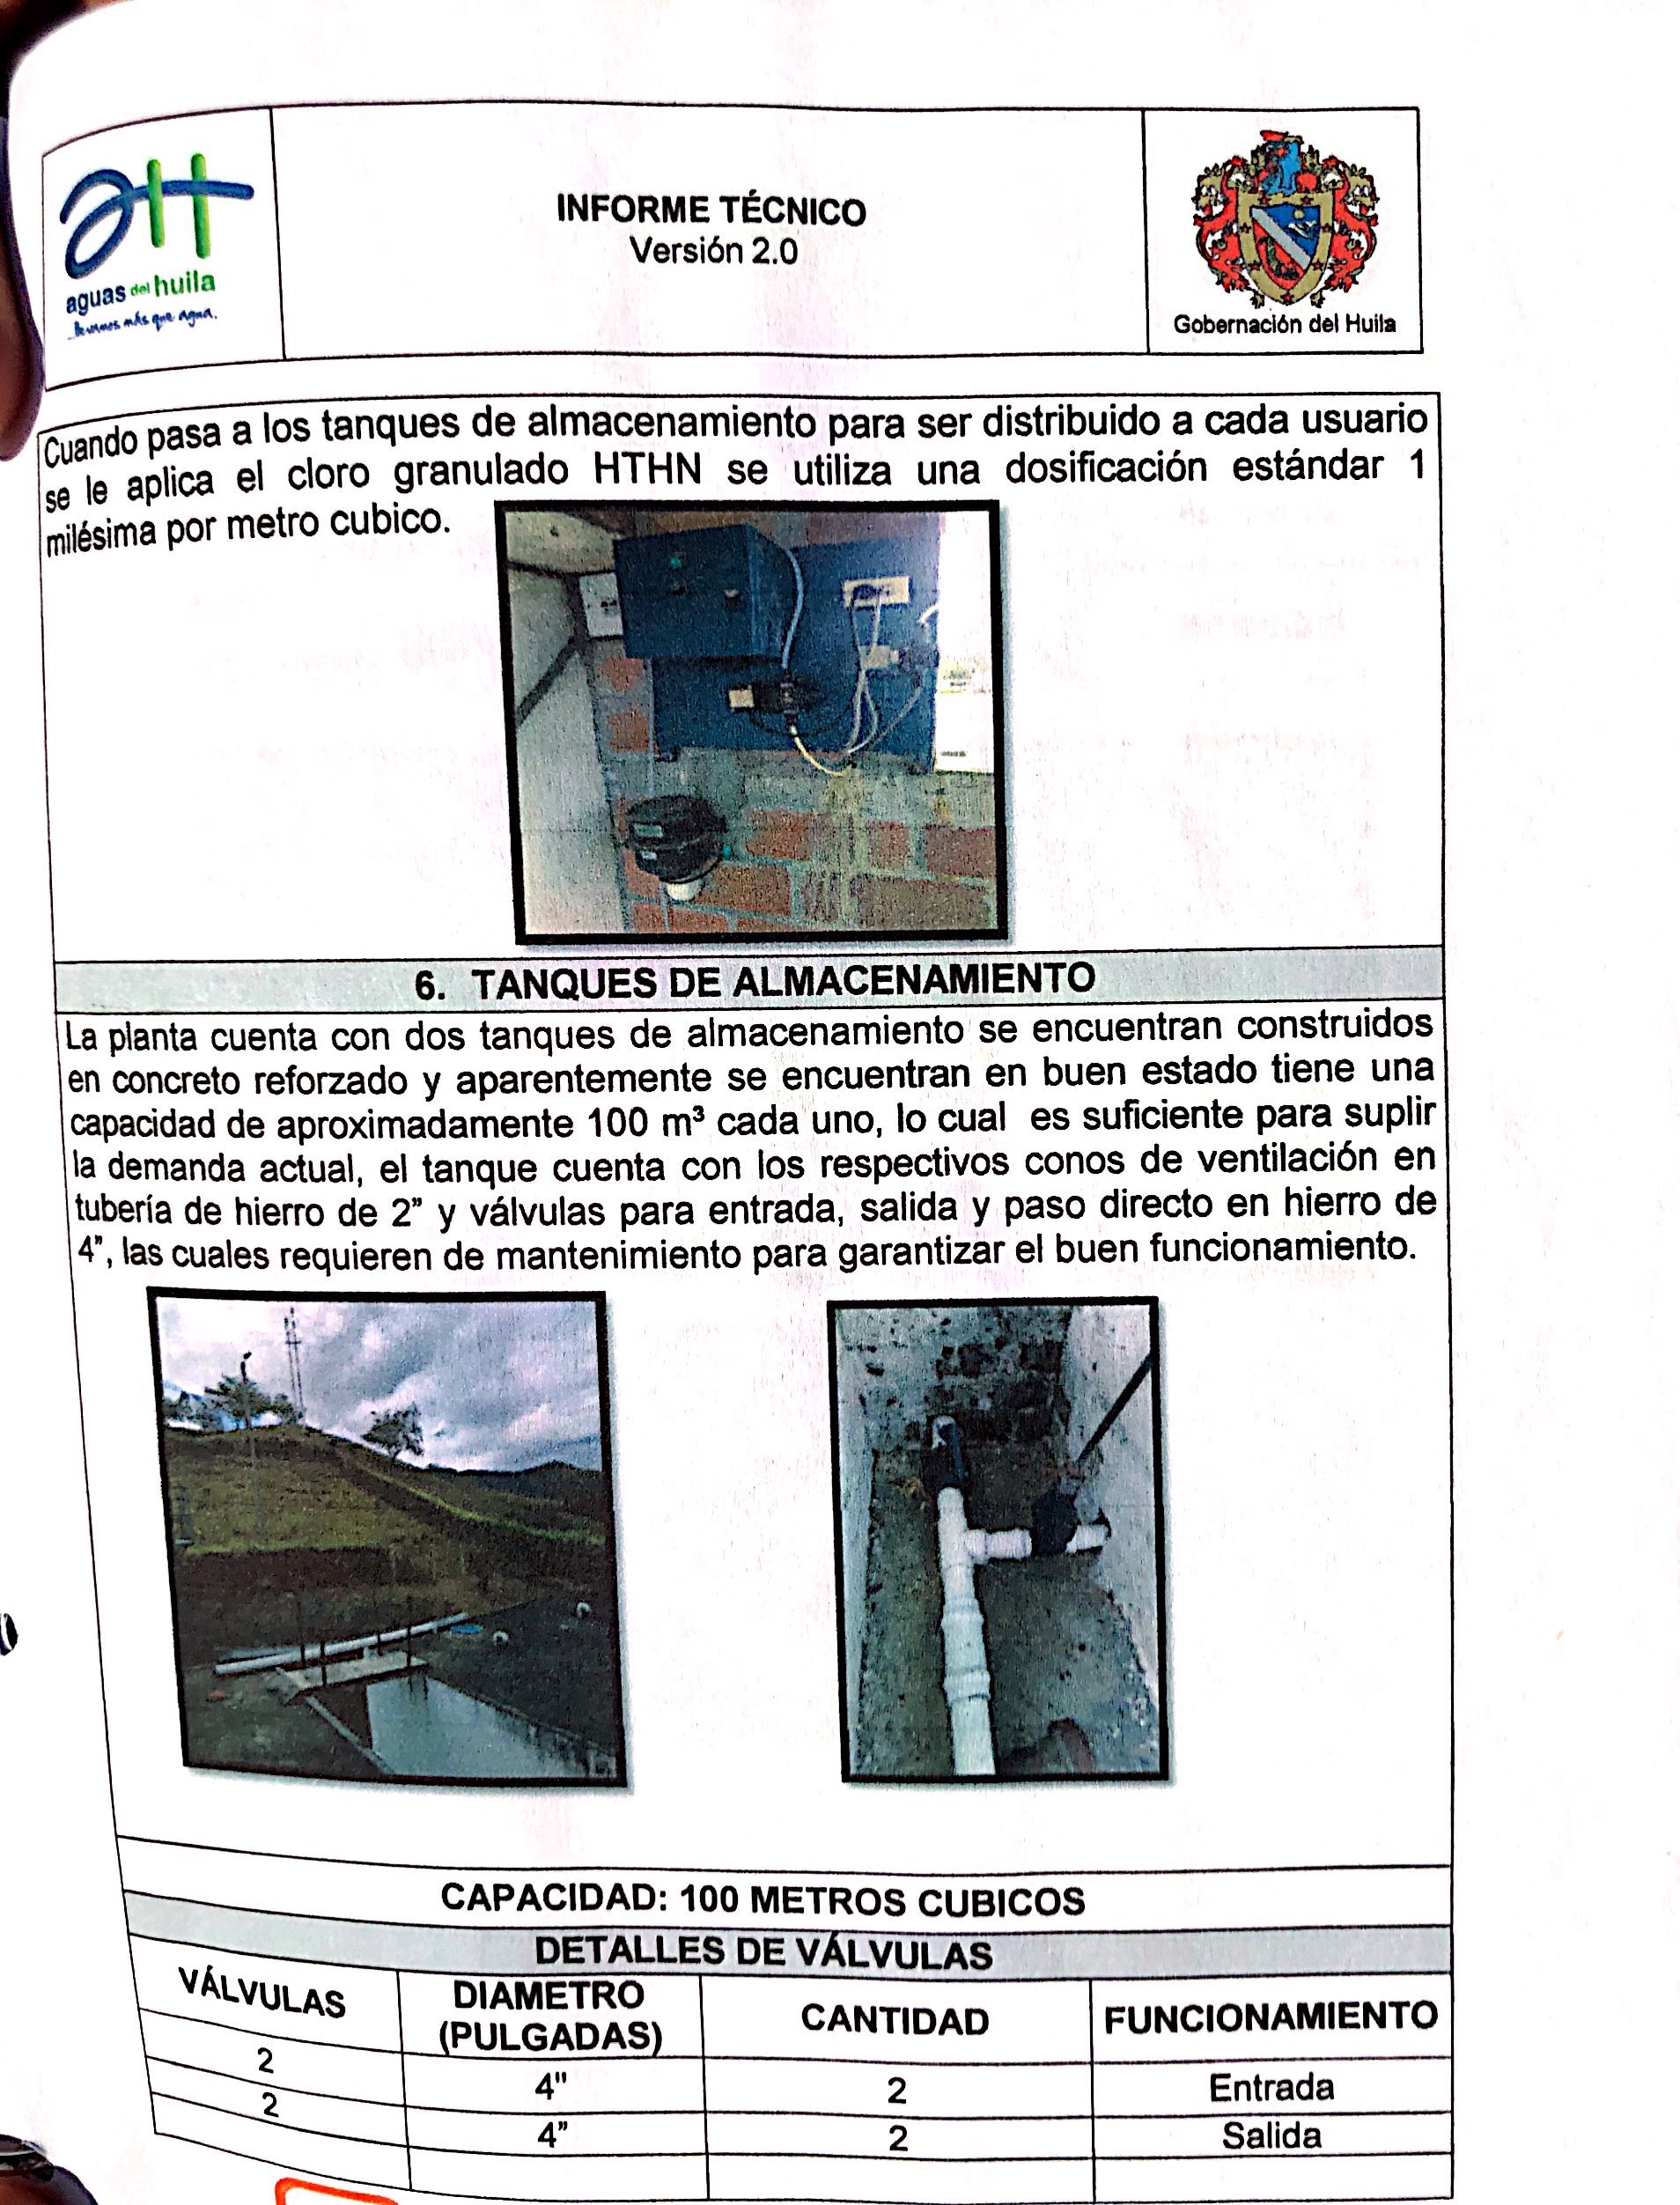 aguas del huila
llevamos más que agua.
INFORME TÉCNICO
Versión 2.0
Gobernación del Huila
Cuando pasa a los tanques de almacenamiento para ser distribuido a cada usuario
se le aplica el cloro granulado HTHN se utiliza una dosificación estándar 1
milésima por metro cubico.
6. TANQUES DE ALMACENAMIENTO
La planta cuenta con dos tanques de almacenamiento se encuentran construidos
en concreto reforzado y aparentemente se encuentran en buen estado tiene una
capacidad de aproximadamente 100 m³ cada uno, lo cual es suficiente para suplir
la demanda actual, el tanque cuenta con los respectivos conos de ventilación en
tubería de hierro de 2” y válvulas para entrada, salida y paso directo en hierro de
4”, las cuales requieren de mantenimiento para garantizar el buen funcionamiento.
CAPACIDAD: 100 METROS CUBICOS
DETALLES DE VÁLVULAS
VÁLVULAS DIAMETRO (PULGADAS) CANTIDAD FUNCIONAMIENTO
2 4" 2 Entrada
2 4” 2 Salida